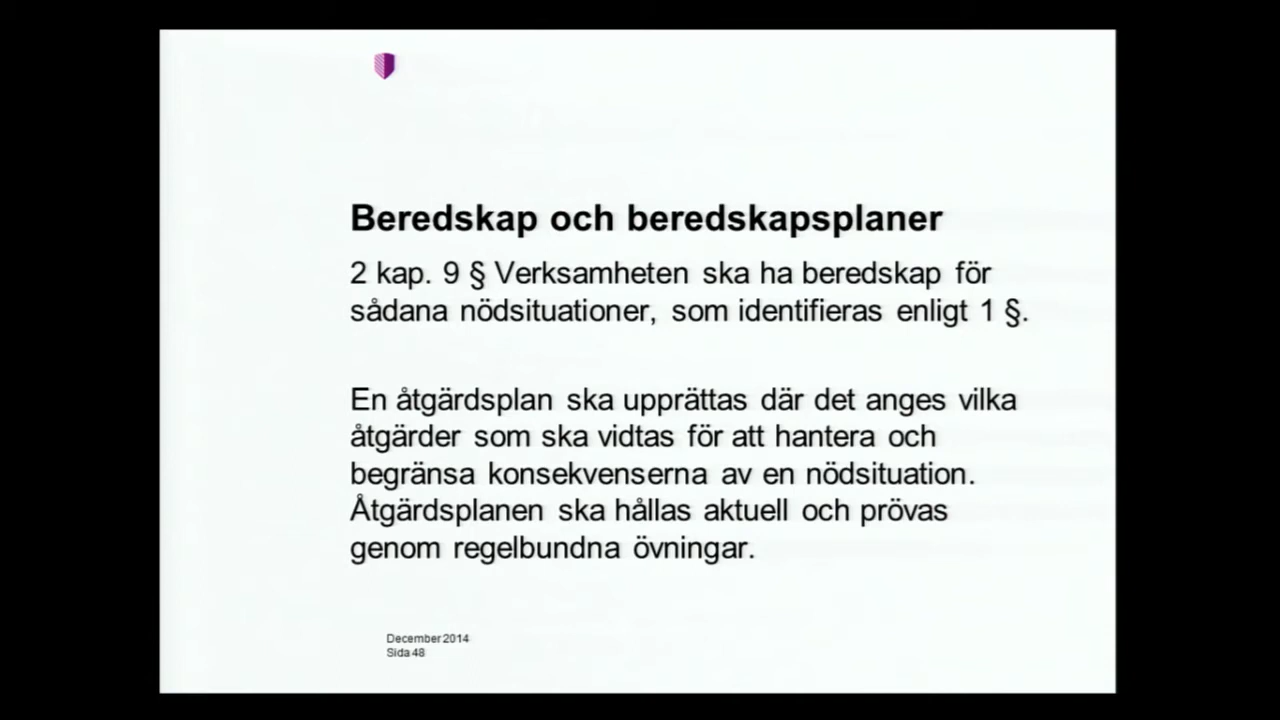 Beredskap och beredskapsplaner
2 kap. 9 § Verksamheten ska ha beredskap för
sådana nödsituationer, som identifieras enligt 1 §.
En åtgärdsplan ska upprättas där det anges vilka
åtgärder som ska vidtas för att hantera och
begränsa konsekvenserna av en nödsituation.
Åtgärdsplanen ska hållas aktuell och prövas
genom regelbundna övningar.
December 2014
Sida 48